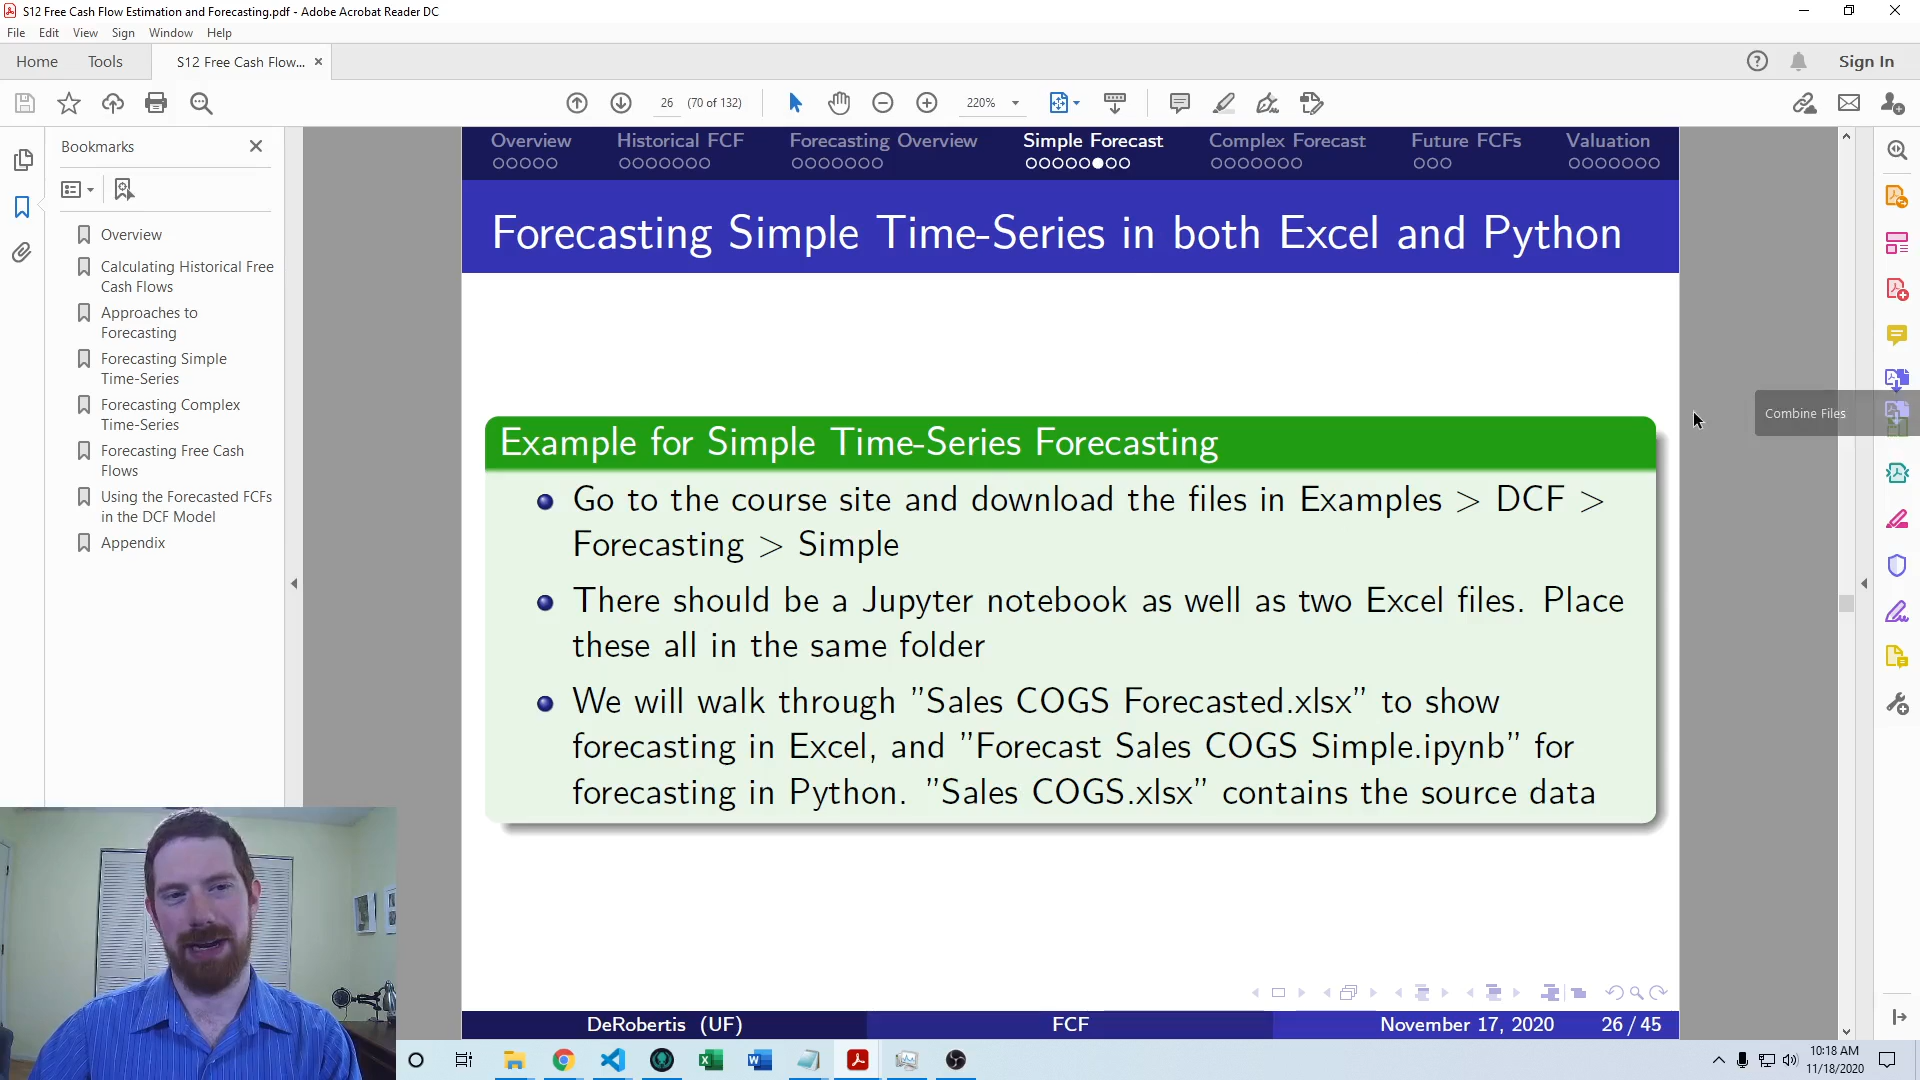 S12 Free Cash Flow Estimation and Forecasting.pdf - Adobe Acrobat Reader DC
File Edit View Sign Window Help
Home Tools S12 Free Cash Flow... × Sign In
26 (70 of 132) 220%
Bookmarks
Overview
Calculating Historical Free
Cash Flows
Approaches to
Forecasting
Forecasting Simple
Time-Series
Forecasting Complex
Time-Series
Forecasting Free Cash
Flows
Using the Forecasted FCFs
in the DCF Model
Appendix
Overview Historical FCF Forecasting Overview Simple Forecast Complex Forecast Future FCFs Valuation
Forecasting Simple Time-Series in both Excel and Python
Example for Simple Time-Series Forecasting
Go to the course site and download the files in Examples > DCF >
Forecasting > Simple
There should be a Jupyter notebook as well as two Excel files. Place
these all in the same folder
We will walk through ”Sales COGS Forecasted.xlsx” to show
forecasting in Excel, and ”Forecast Sales COGS Simple.ipynb” for
forecasting in Python. ”Sales COGS.xlsx” contains the source data
Combine Files
DeRobertis (UF) FCF November 17, 2020 26 / 45
10:18 AM
11/18/2020